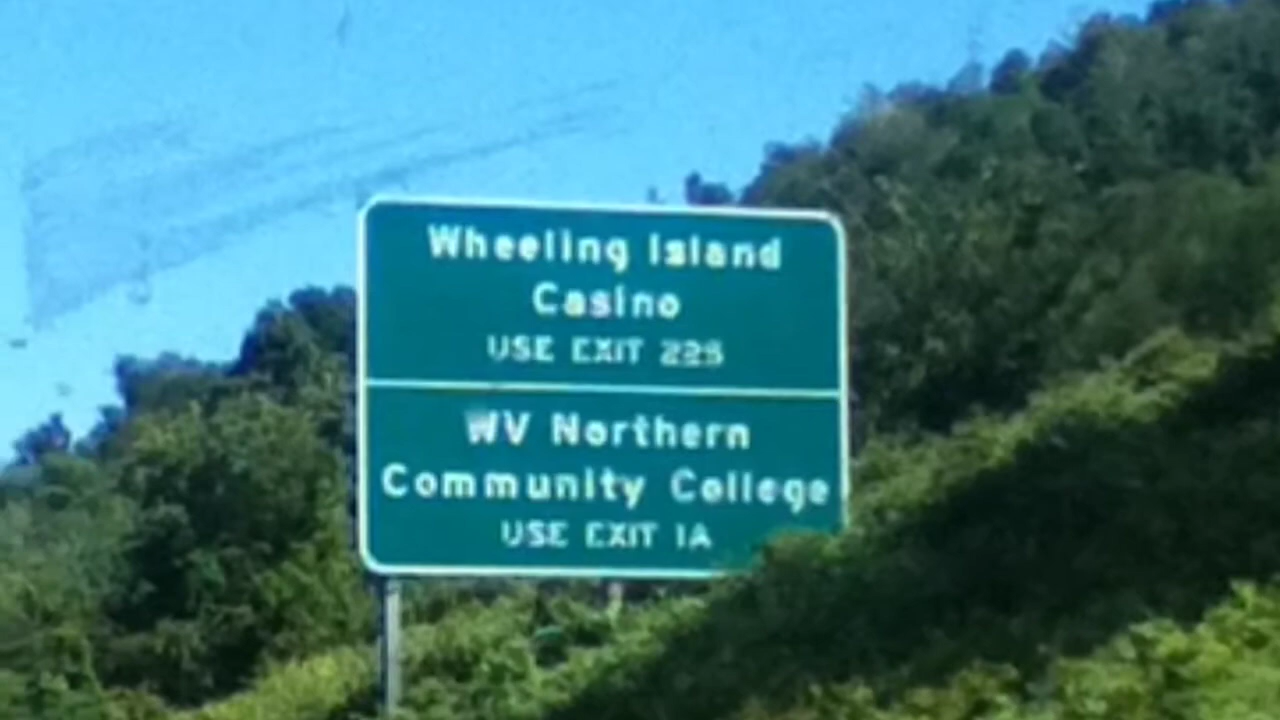 Wheeling Island
Casino
USE EXIT 225
WV Northern
Community College
USE EXIT 1A